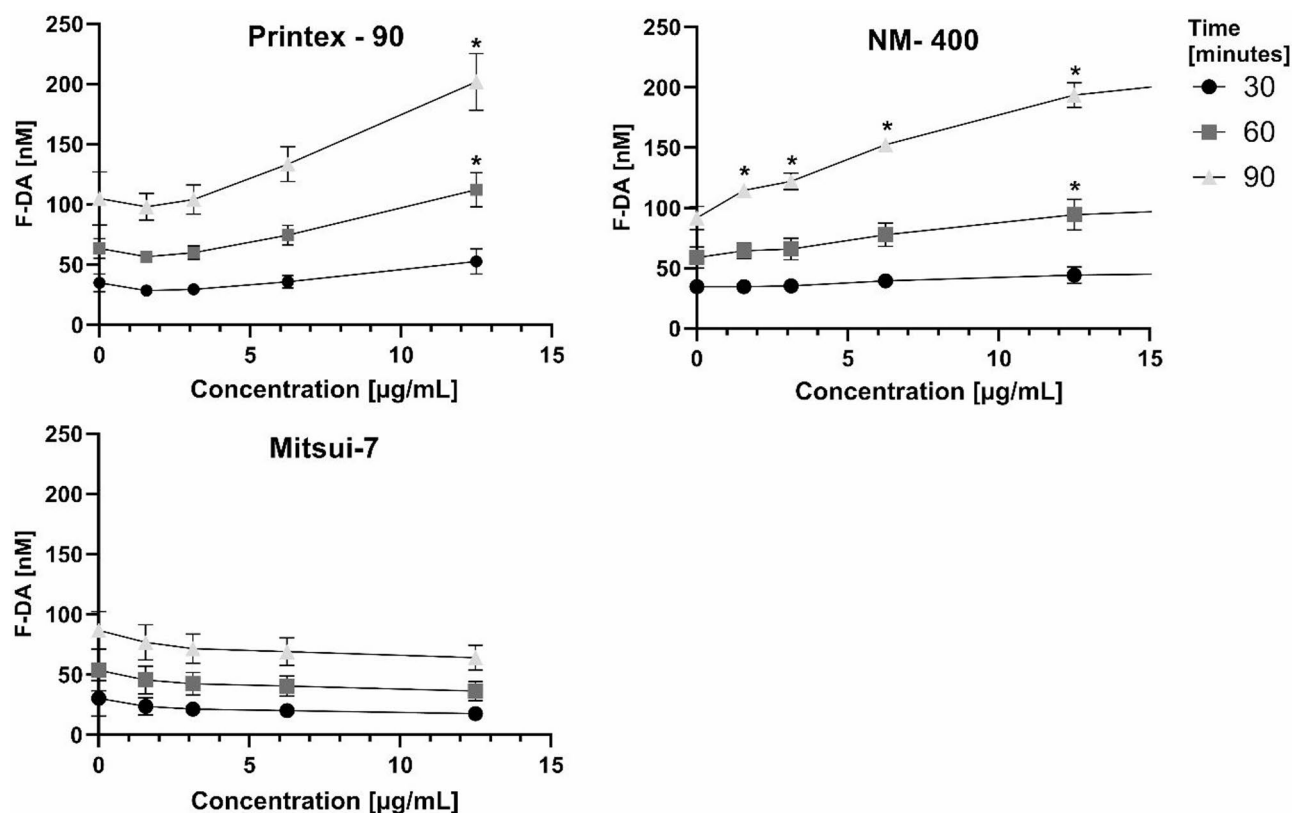 Printex - 90
250
200
150
100
50
0
F-DA [nM]
*
*
0 5 10 15
Concentration [µg/mL]
NM- 400
250
200
150
100
50
0
F-DA [nM]
* * * *
*
0 5 10 15
Concentration [µg/mL]
Time
[minutes]
30
60
90
Mitsui-7
250
200
150
100
50
0
F-DA [nM]
0 5 10 15
Concentration [µg/mL]